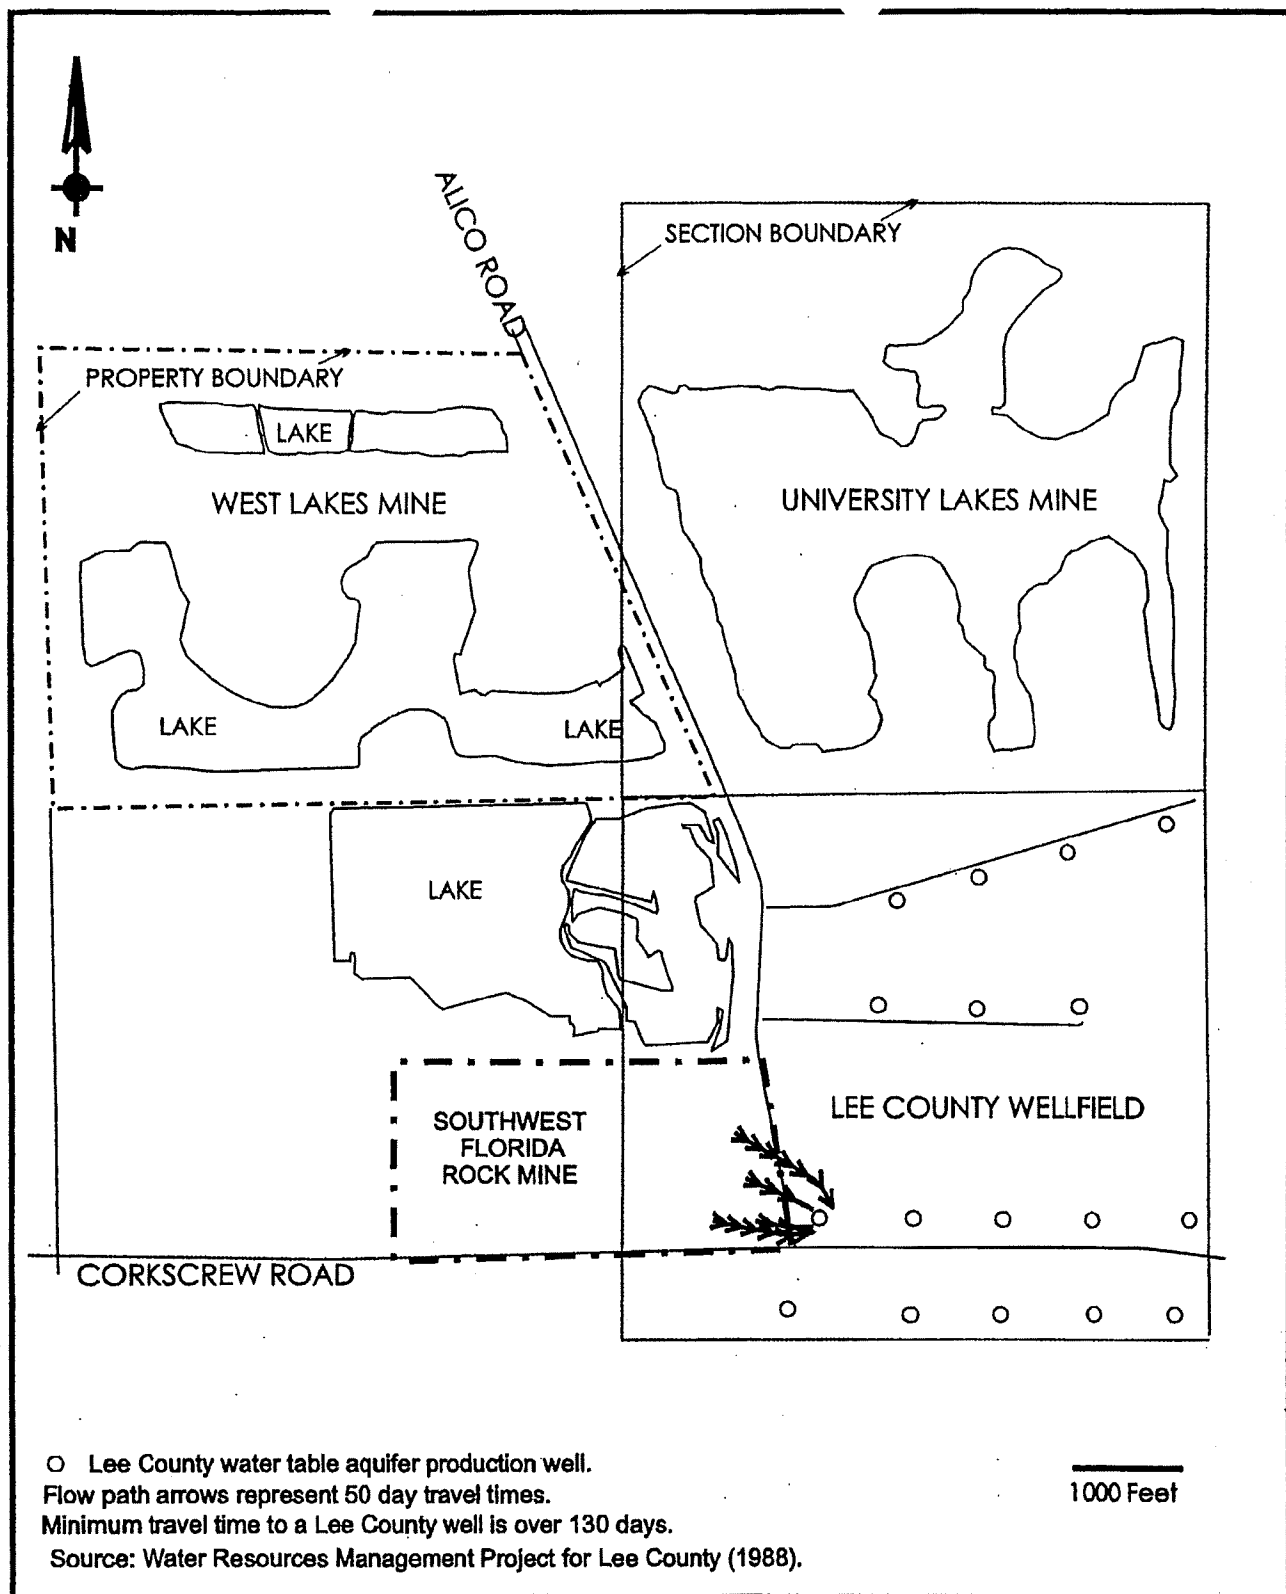 N
ALICO ROAD
SECTION BOUNDARY
PROPERTY BOUNDARY
LAKE
WEST LAKES MINE
UNIVERSITY LAKES MINE
LAKE
LAKE
LAKE
SOUTHWEST
FLORIDA
ROCK MINE
LEE COUNTY WELLFIELD
CORKSCREW ROAD
O Lee County water table aquifer production well.
Flow path arrows represent 50 day travel times.
Minimum travel time to a Lee County well is over 130 days.
Source: Water Resources Management Project for Lee County (1988).
1000 Feet